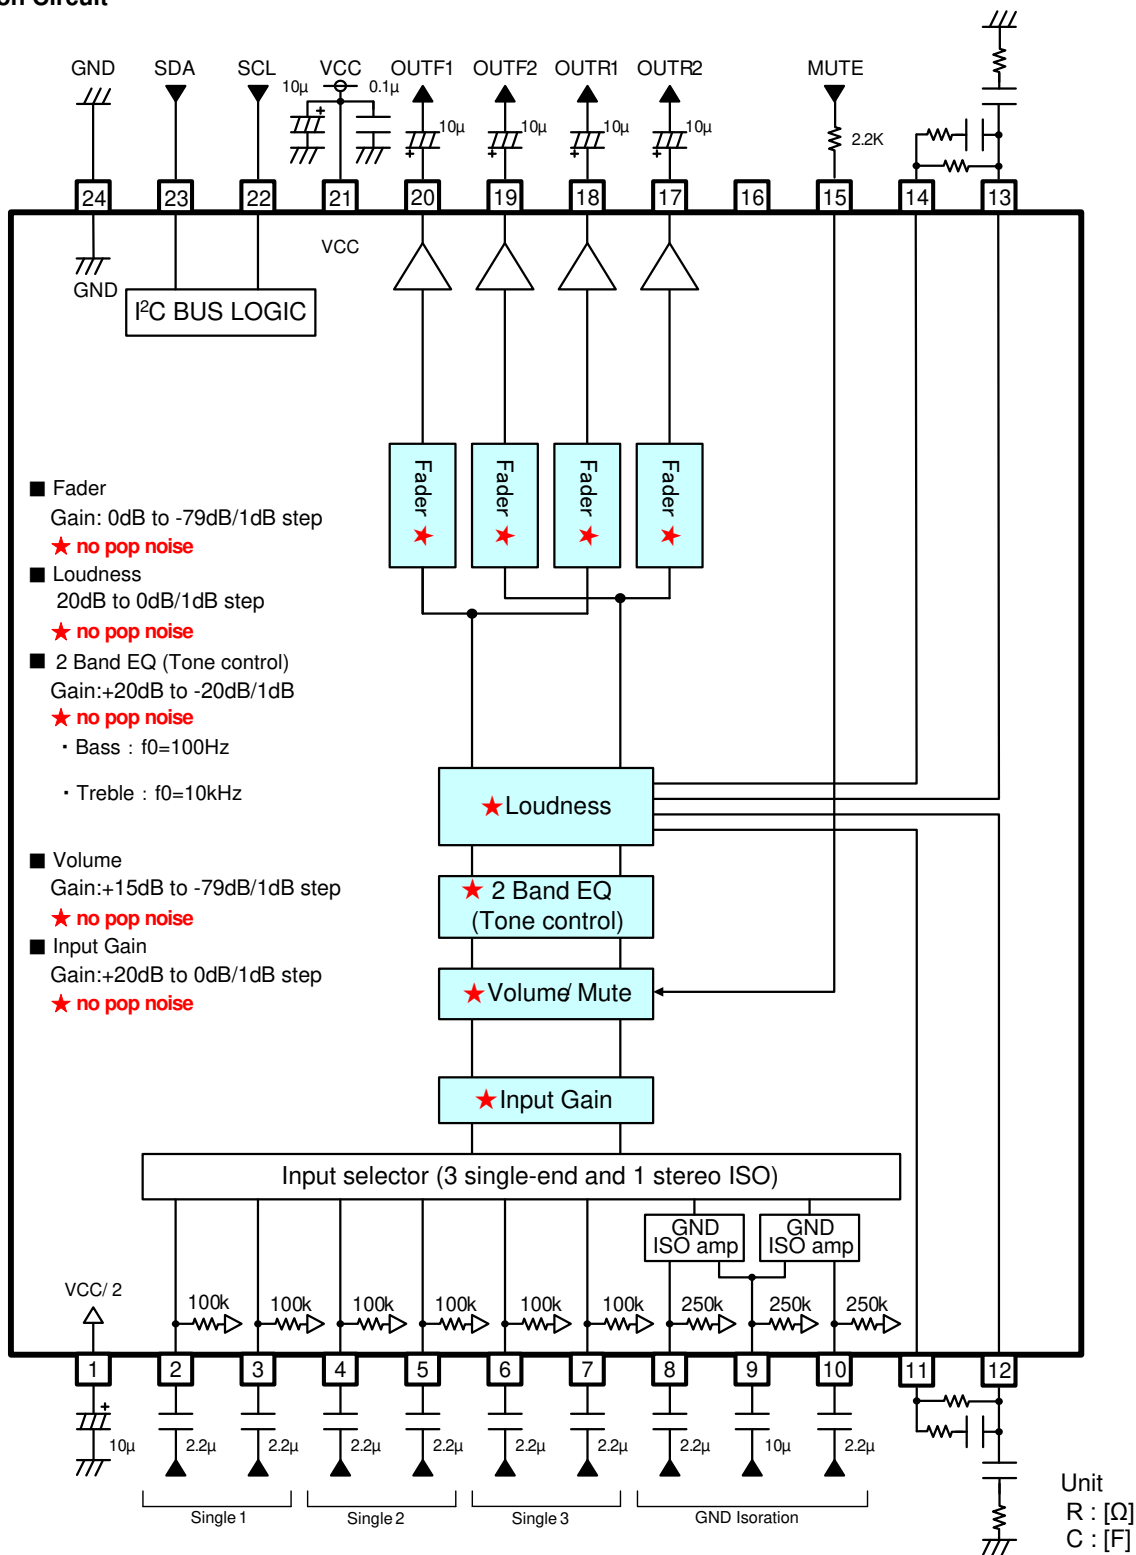 on Circuit
GND SDA SCL VCC OUTF1 OUTF2 OUTR1 OUTR2 MUTE
10μ 0.1μ 10μ 10μ 10μ 10μ 2.2K
24 23 22 21 20 19 18 17 16 15 14 13
VCC
GND
I²C BUS LOGIC
Fader Fader Fader Fader
★ ★ ★ ★
■ Fader
Gain: 0dB to -79dB/1dB step
★ no pop noise
■ Loudness
20dB to 0dB/1dB step
★ no pop noise
■ 2 Band EQ (Tone control)
Gain:+20dB to -20dB/1dB
★ no pop noise
・Bass : f0=100Hz
・Treble : f0=10kHz
■ Volume
Gain:+15dB to -79dB/1dB step
★ no pop noise
■ Input Gain
Gain:+20dB to 0dB/1dB step
★ no pop noise
★Loudness
★ 2 Band EQ
(Tone control)
★Volume/ Mute
★Input Gain
Input selector (3 single-end and 1 stereo ISO)
GND ISO amp
GND ISO amp
VCC/ 2
100k 100k 100k 100k 100k 100k 250k 250k 250k
1 2 3 4 5 6 7 8 9 10 11 12
10μ 2.2μ 2.2μ 2.2μ 2.2μ 2.2μ 2.2μ 2.2μ 10μ 2.2μ
Single 1 Single 2 Single 3 GND Isoration
Unit
R : [Ω]
C : [F]